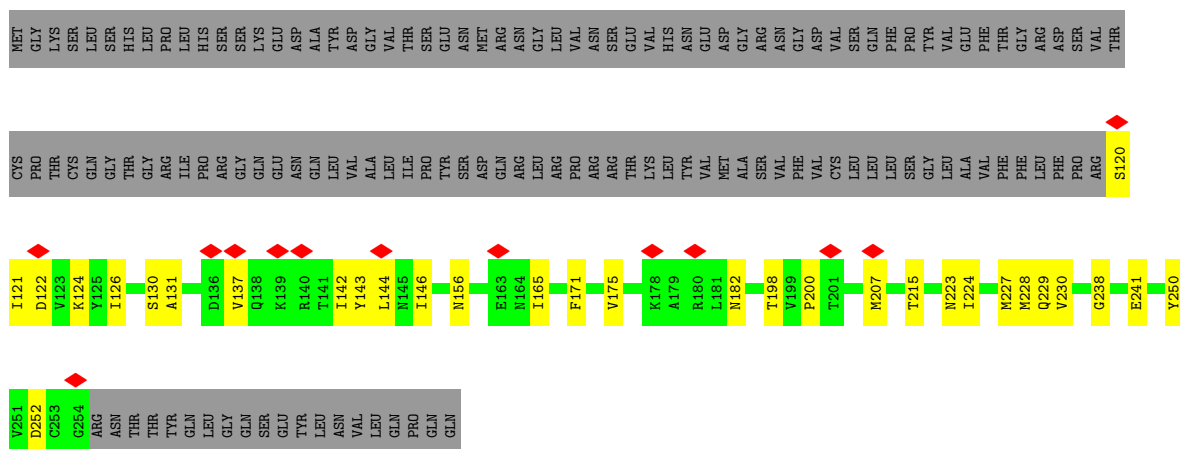 MET GLY LYS SER LEU SER HIS LEU PRO LEU HIS SER SER LYS GLU ASP ALA TYR ASP GLY VAL THR SER GLU ASN MET ARG ASN GLY LEU VAL ASN SER GLU VAL HIS ASN GLU ASP GLY ARG ASN GLY ASP VAL SER GLN PHE PRO TYR VAL GLU PHE THR GLY ARG ASP SER VAL THR
CYS PRO THR CYS GLN GLY THR GLY ARG ILE PRO ARG GLY GLN GLU ASN GLN LEU VAL ALA LEU ILE PRO TYR SER ASP GLN ARG LEU ARG PRO ARG ARG THR LYS LEU TYR VAL MET ALA SER VAL PHE VAL CYS LEU LEU LEU SER GLY LEU ALA VAL PHE PHE LEU PHE PRO ARG S120
I121 D122 V123 K124 Y125 I126 S130 A131 D136 V137 Q138 K139 R140 T141 I142 Y143 L144 N145 I146 N156 E163 N164 I165 F171 V175 K178 A179 R180 L181 N182 T198 V199 P200 T201 M207 T215 N223 I224 M227 M228 Q229 V230 G238 E241 Y250
V251 D252 C253 G254 ARG ASN THR THR TYR GLN LEU GLY GLN SER GLU TYR LEU ASN VAL LEU GLN PRO GLN GLN